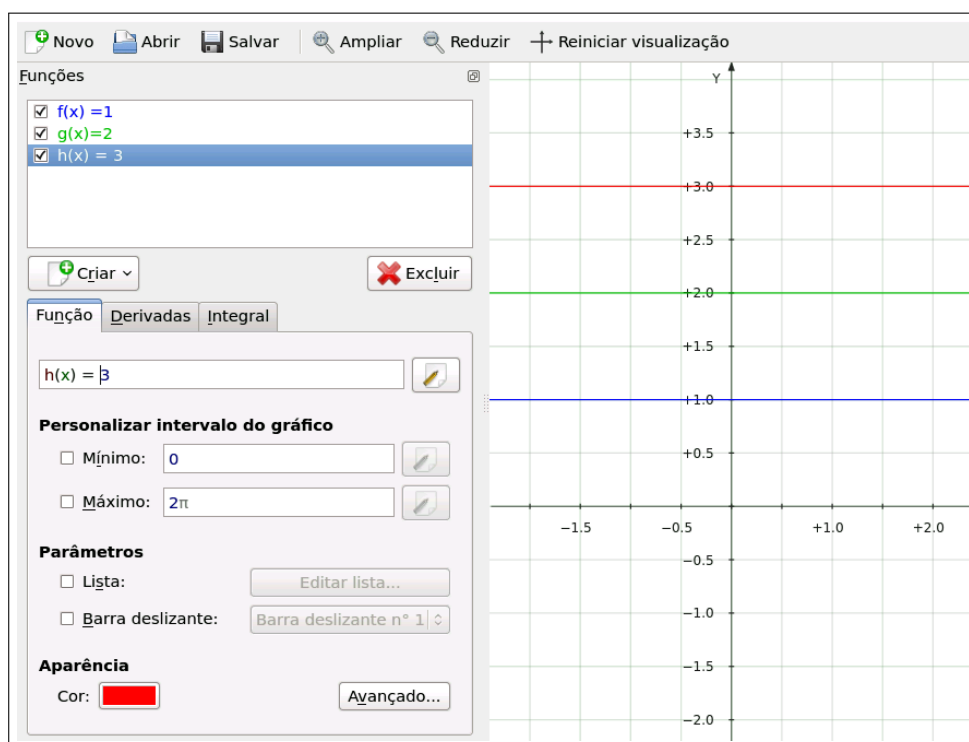 Novo Abrir Salvar Ampliar Reduzir Reiniciar visualização
Funções
f(x) =1
g(x)=2
h(x) = 3
Criar Excluir
Função Derivadas Integral
h(x) = 3
Personalizar intervalo do gráfico
Mínimo: 0
Máximo: 2π
Parâmetros
Lista: Editar lista...
Barra deslizante: Barra deslizante n° 1
Aparência
Cor: Avançado...
Y
+3.5
+3.0
+2.5
+2.0
+1.5
+1.0
+0.5
−1.5 −0.5 +1.0 +2.0
−0.5
−1.0
−1.5
−2.0